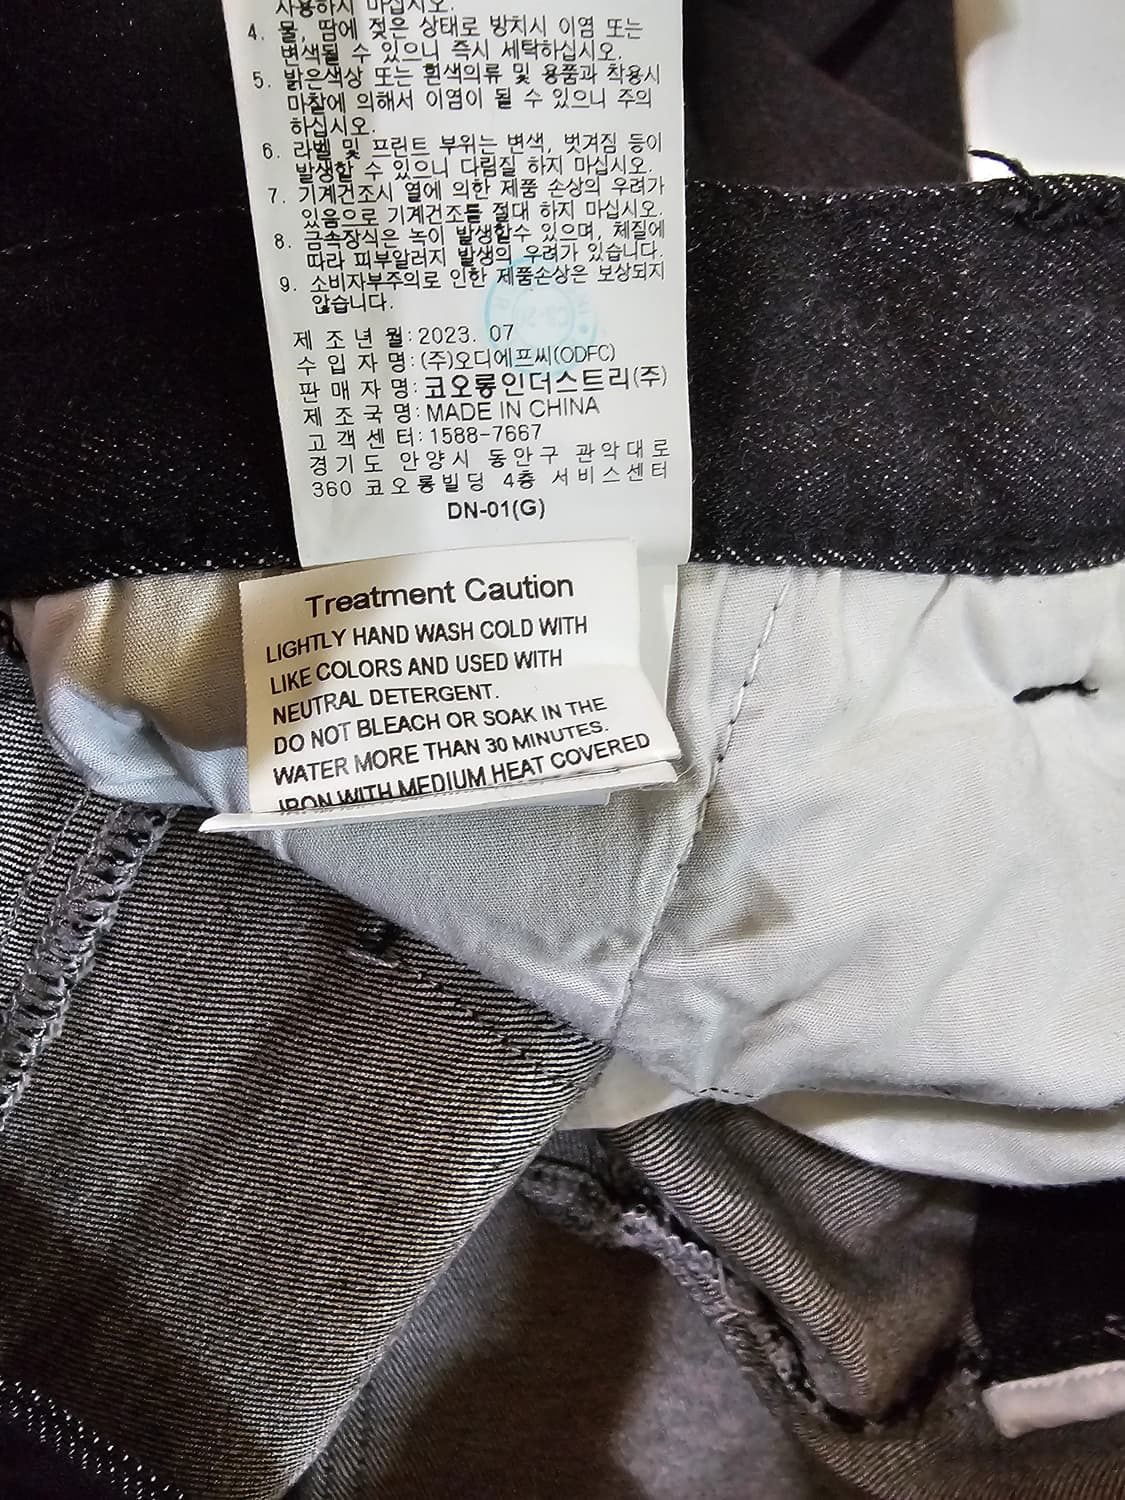 사용하지 마십시오.
4. 물, 땀에 젖은 상태로 방치시 이염 또는
변색될 수 있으니 즉시 세탁하십시오.
5. 밝은색상 또는 흰색의류 및 용품과 착용시
마찰에 의해서 이염이 될 수 있으니 주의
하십시오.
6. 라벨 및 프린트 부위는 변색, 벗겨짐 등이
발생할 수 있으니 다림질 하지 마십시오.
7. 기계건조시 열에 의한 제품 손상의 우려가
있음으로 기계건조를 절대 하지 마십시오.
8. 금속장식은 녹이 발생할수 있으며, 체질에
따라 피부알러지 발생의 우려가 있습니다.
9. 소비자부주의로 인한 제품손상은 보상되지
않습니다.
제 조 년 월: 2023. 07
수 입 자 명: (주)오디에프씨(ODFC)
판 매 자 명: 코오롱인더스트리(주)
제 조 국 명: MADE IN CHINA
고 객 센 터: 1588-7667
경기도 안양시 동안구 관악대로
360 코오롱빌딩 4층 서비스센터
DN-01(G)
Treatment Caution
LIGHTLY HAND WASH COLD WITH
LIKE COLORS AND USED WITH
NEUTRAL DETERGENT.
DO NOT BLEACH OR SOAK IN THE
WATER MORE THAN 30 MINUTES.
IRON WITH MEDIUM HEAT COVERED